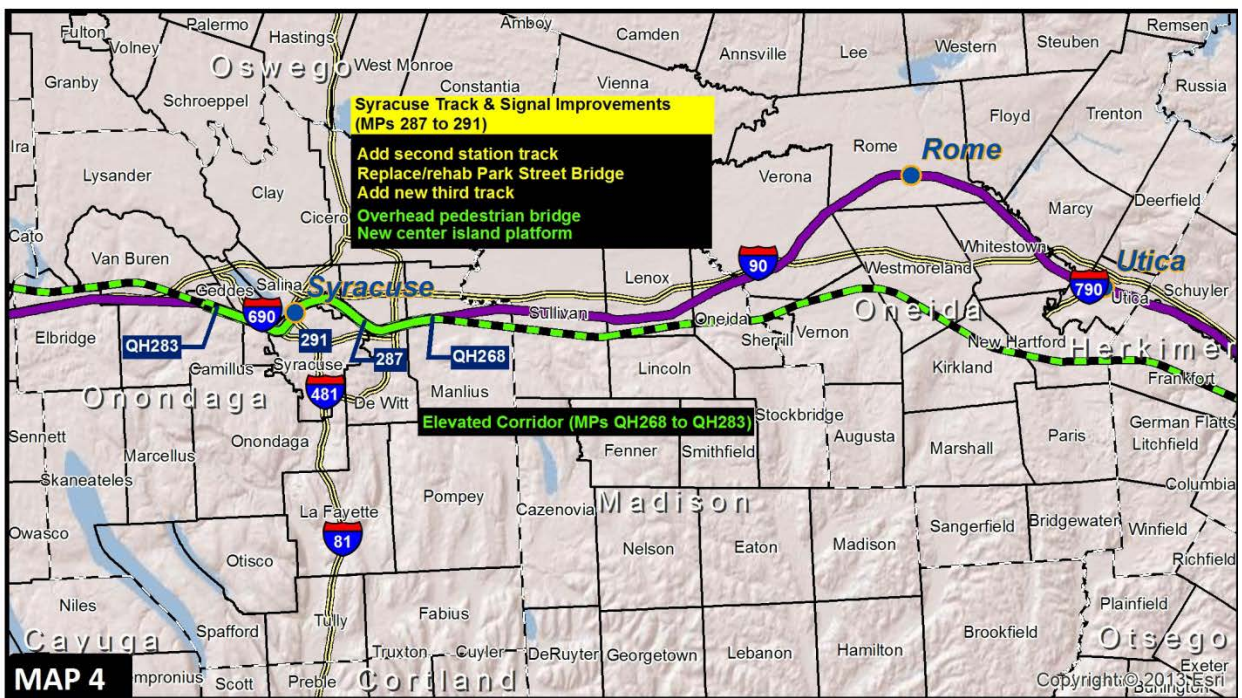 Fulton
Volney
Palermo
Hastings
Amboy
Camden
Annsville
Lee
Western
Steuben
Remsen
Granby
Oswego
West Monroe
Constantia
Vienna
Russia
Schroeppel
Floyd
Trenton
Syracuse Track & Signal Improvements
(MPs 287 to 291)
Add second station track
Replace/rehab Park Street Bridge
Add new third track
Overhead pedestrian bridge
New center island platform
Ira
Lysander
Clay
Cicero
Verona
Rome
Rome
Marcy
Deerfield
Cato
Van Buren
Salina
Geddes
Syracuse
690
Lenox
90
Westmoreland
Whitestown
Utica
790
Utica
Schuyler
Elbridge
QH283
291
287
QH268
Sullivan
Oneida
Oneida
Sherrill
Vernon
New Hartford
Herkimer
Camillus
Syracuse
Manlius
Lincoln
Kirkland
Frankfort
Onondaga
481
De Witt
Elevated Corridor (MPs QH268 to QH283)
Stockbridge
Augusta
Marshall
Paris
German Flatts
Litchfield
Sennett
Marcellus
Onondaga
Fenner
Smithfield
Skaneateles
Pompey
Cazenovia
Madison
Columbia
La Fayette
Sangerfield
Bridgewater
Winfield
Owasco
Otisco
81
Nelson
Eaton
Madison
Richfield
Niles
Fabius
Plainfield
Cayuga
Spafford
Tully
Brookfield
Otsego
Truxton
Cuyler
DeRuyter
Georgetown
Lebanon
Hamilton
Exeter
MAP 4
empronius
Scott
Preble
Cortland
Copyright:© 2013 Esri
Burlington